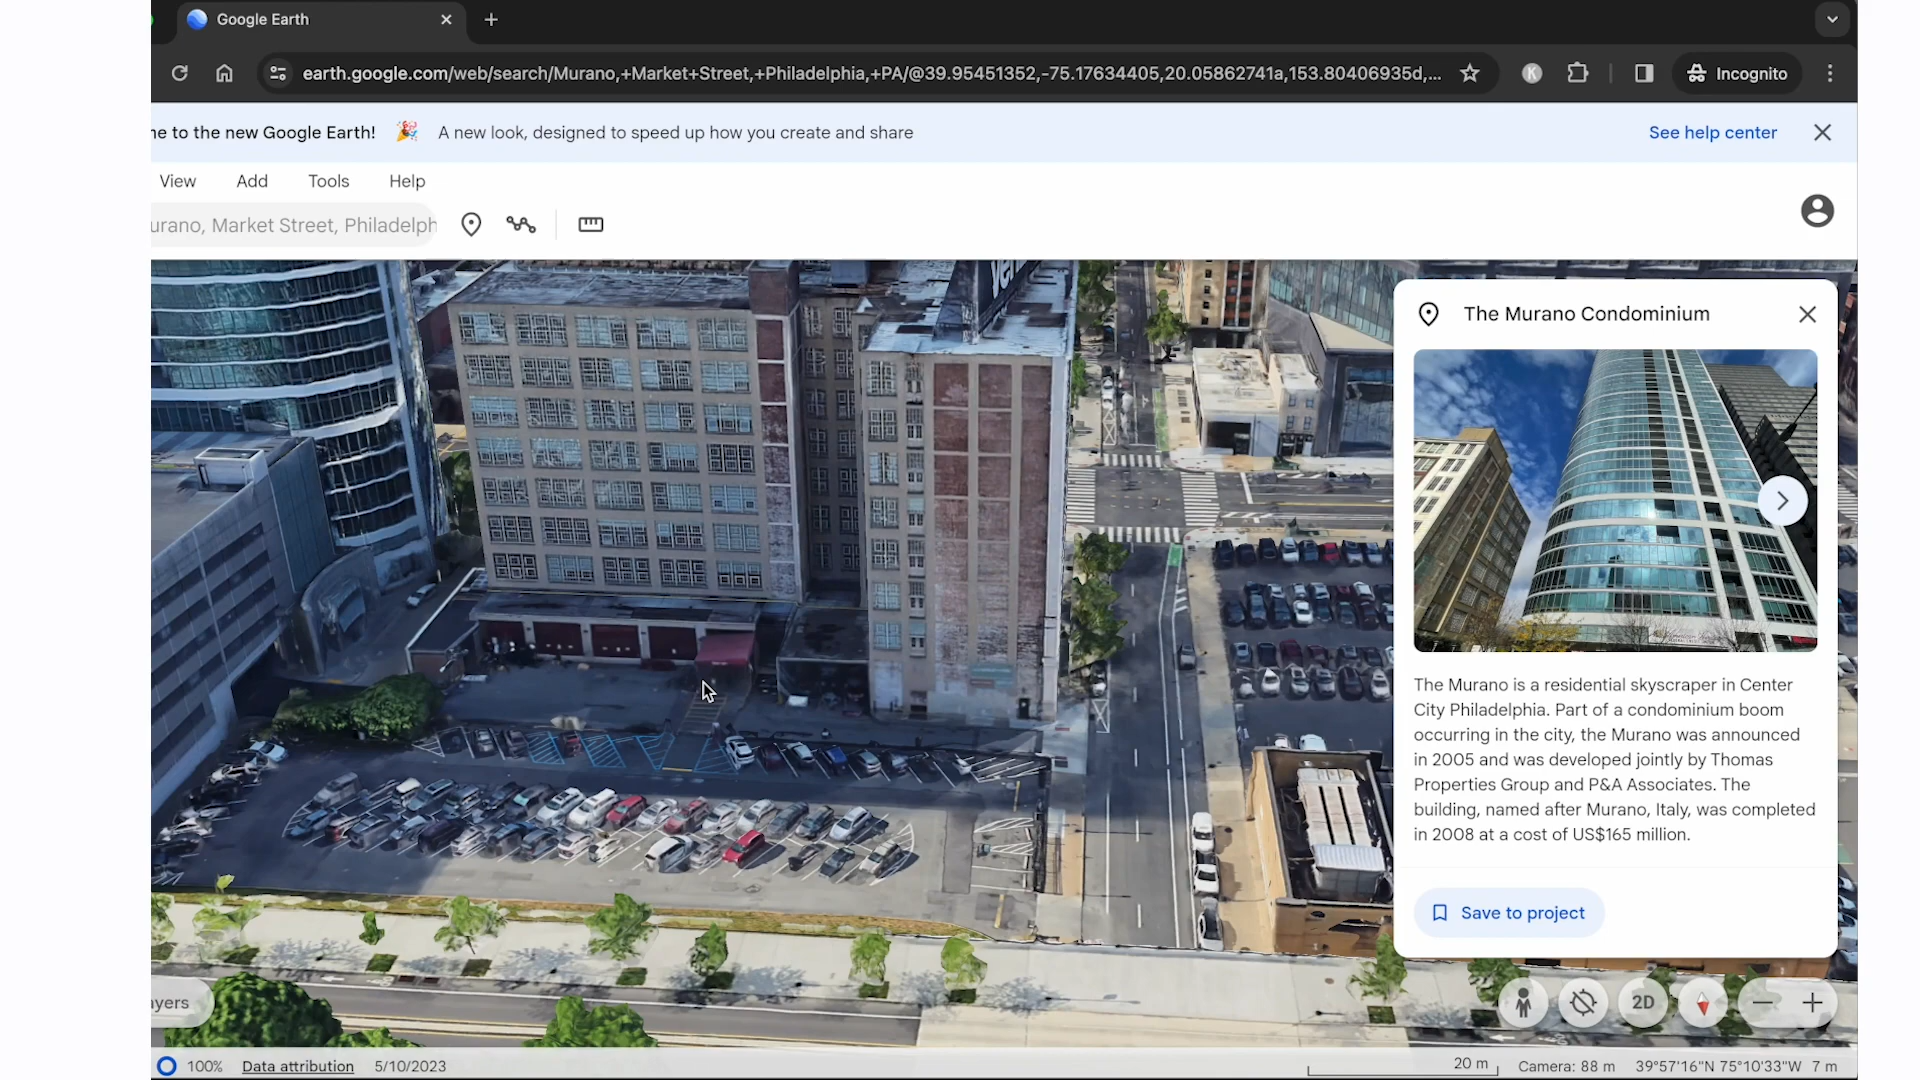 Google Earth
earth.google.com/web/search/Murano,+Market+Street,+Philadelphia,+PA/@39.95451352,-75.17634405,20.05862741a,153.80406935d,...
K
Incognito
ne to the new Google Earth! 🎉 A new look, designed to speed up how you create and share
See help center
View Add Tools Help
urano, Market Street, Philadelph
The Murano Condominium
The Murano is a residential skyscraper in Center
City Philadelphia. Part of a condominium boom
occurring in the city, the Murano was announced
in 2005 and was developed jointly by Thomas
Properties Group and P&A Associates. The
building, named after Murano, Italy, was completed
in 2008 at a cost of US$165 million.
Save to project
ayers
2D
100% Data attribution 5/10/2023
20 m Camera: 88 m 39°57'16"N 75°10'33"W 7 m